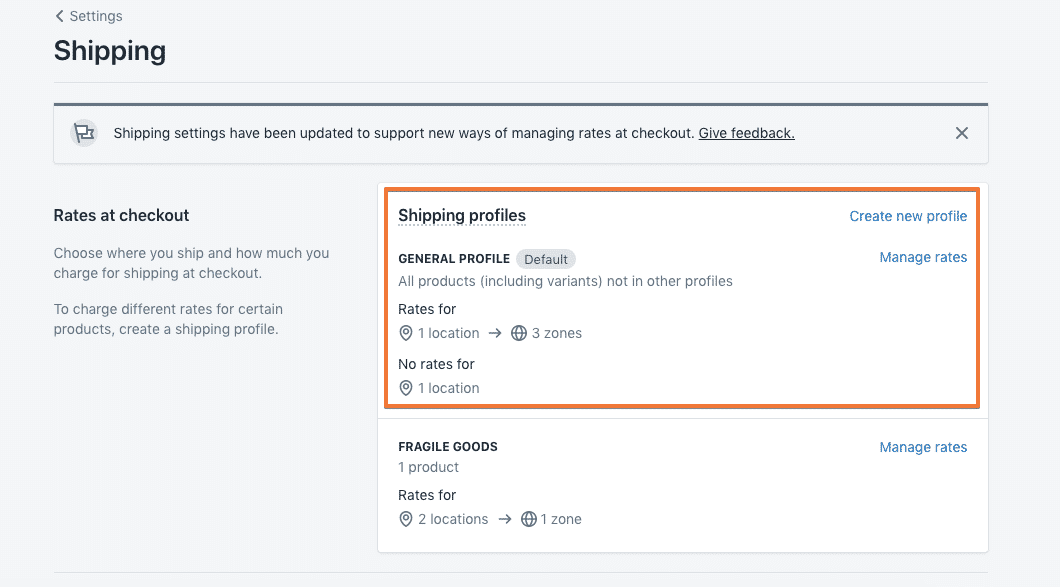 Settings
Shipping
Shipping settings have been updated to support new ways of managing rates at checkout. Give feedback.
Rates at checkout
Choose where you ship and how much you
charge for shipping at checkout.
To charge different rates for certain
products, create a shipping profile.
Shipping profiles
Create new profile
GENERAL PROFILE Default
Manage rates
All products (including variants) not in other profiles
Rates for
1 location → 3 zones
No rates for
1 location
FRAGILE GOODS
Manage rates
1 product
Rates for
2 locations → 1 zone